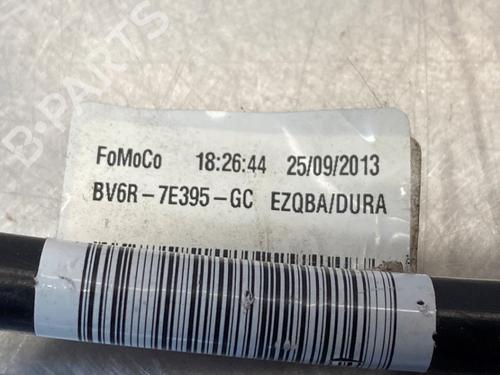 B-PARTS
FoMoCo 18:26:44 25/09/2013
BV6R-7E395-GC EZQBA/DURA